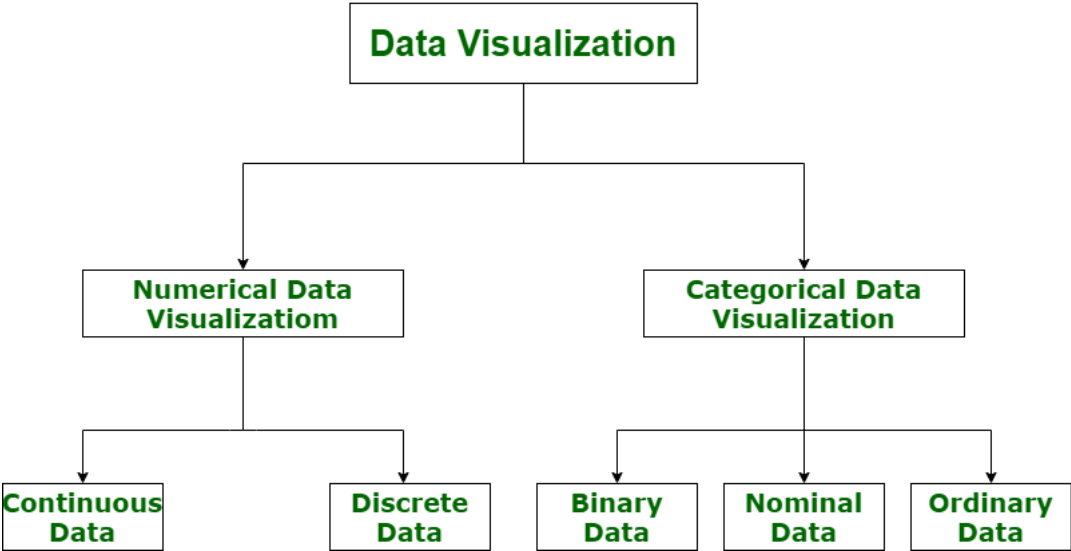 Data Visualization
Numerical Data
Visualizatiom
Categorical Data
Visualization
Continuous
Data
Discrete
Data
Binary
Data
Nominal
Data
Ordinary
Data